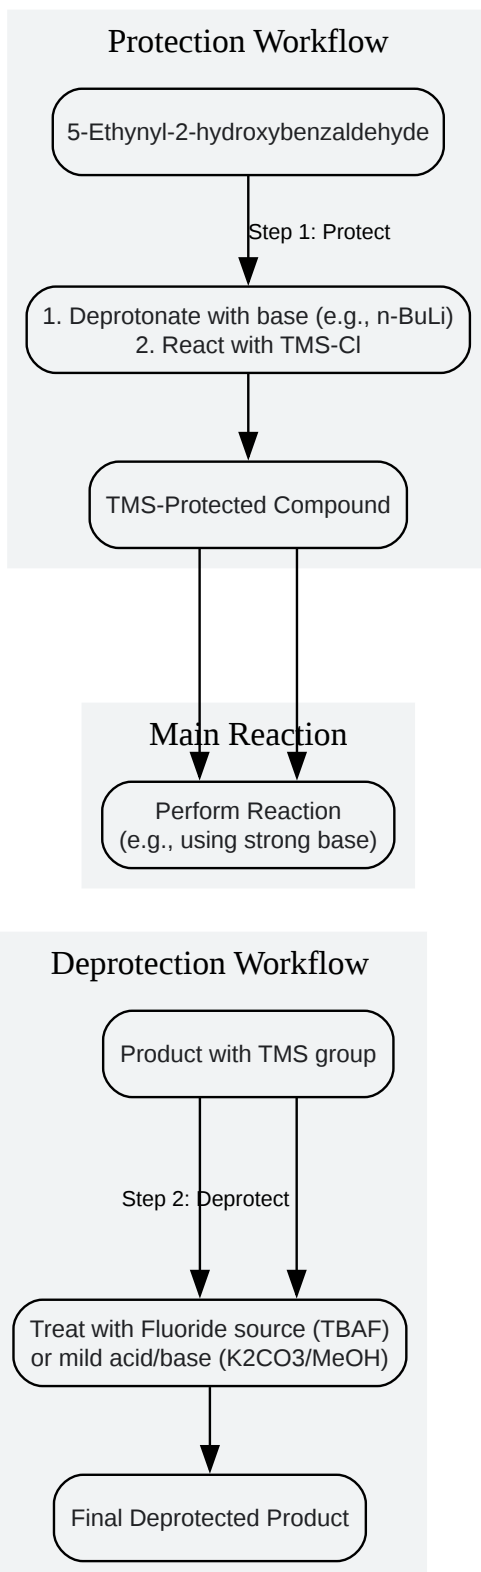 Protection Workflow
5-Ethynyl-2-hydroxybenzaldehyde
Step 1: Protect
1. Deprotonate with base (e.g., n-BuLi)
2. React with TMS-Cl
TMS-Protected Compound
Main Reaction
Perform Reaction
(e.g., using strong base)
Deprotection Workflow
Product with TMS group
Step 2: Deprotect
Treat with Fluoride source (TBAF)
or mild acid/base (K2CO3/MeOH)
Final Deprotected Product